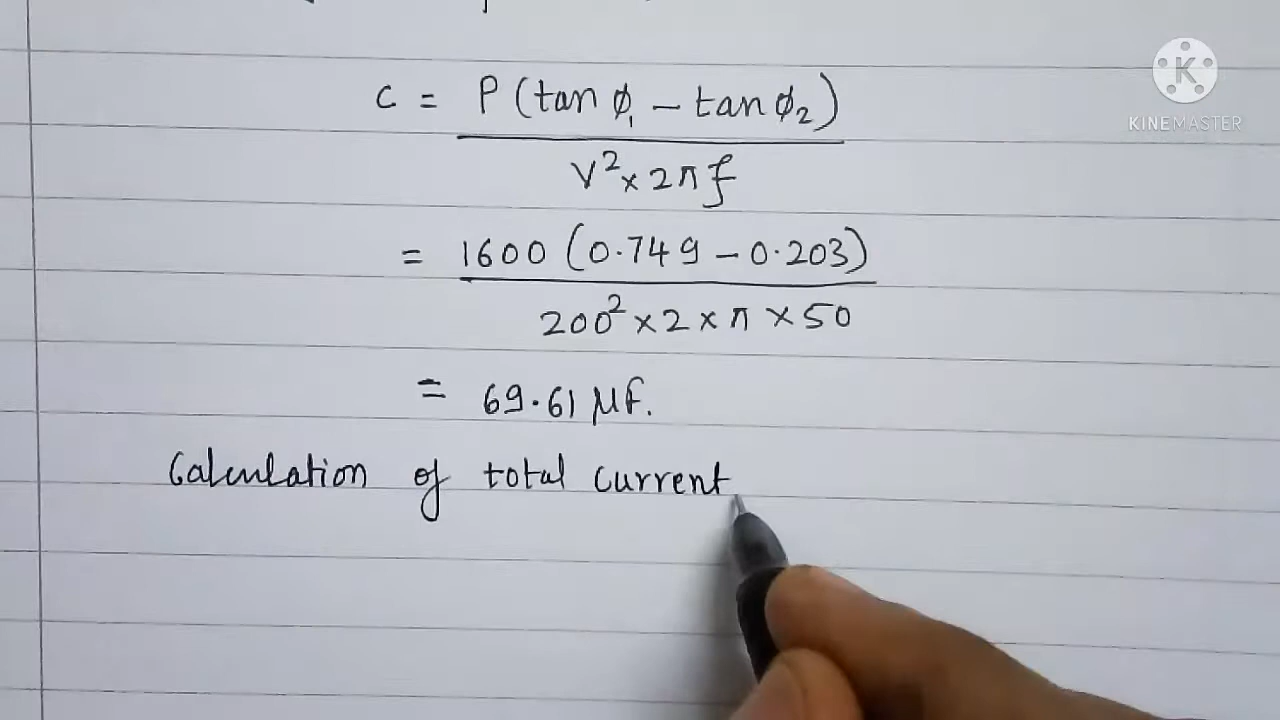 C = P (tan φ₁ – tan φ₂)
V² × 2πf
= 1600 (0.749 – 0.203)
200² × 2 × π × 50
= 69.61 μf.
Calculation of total current
K
KINEMASTER